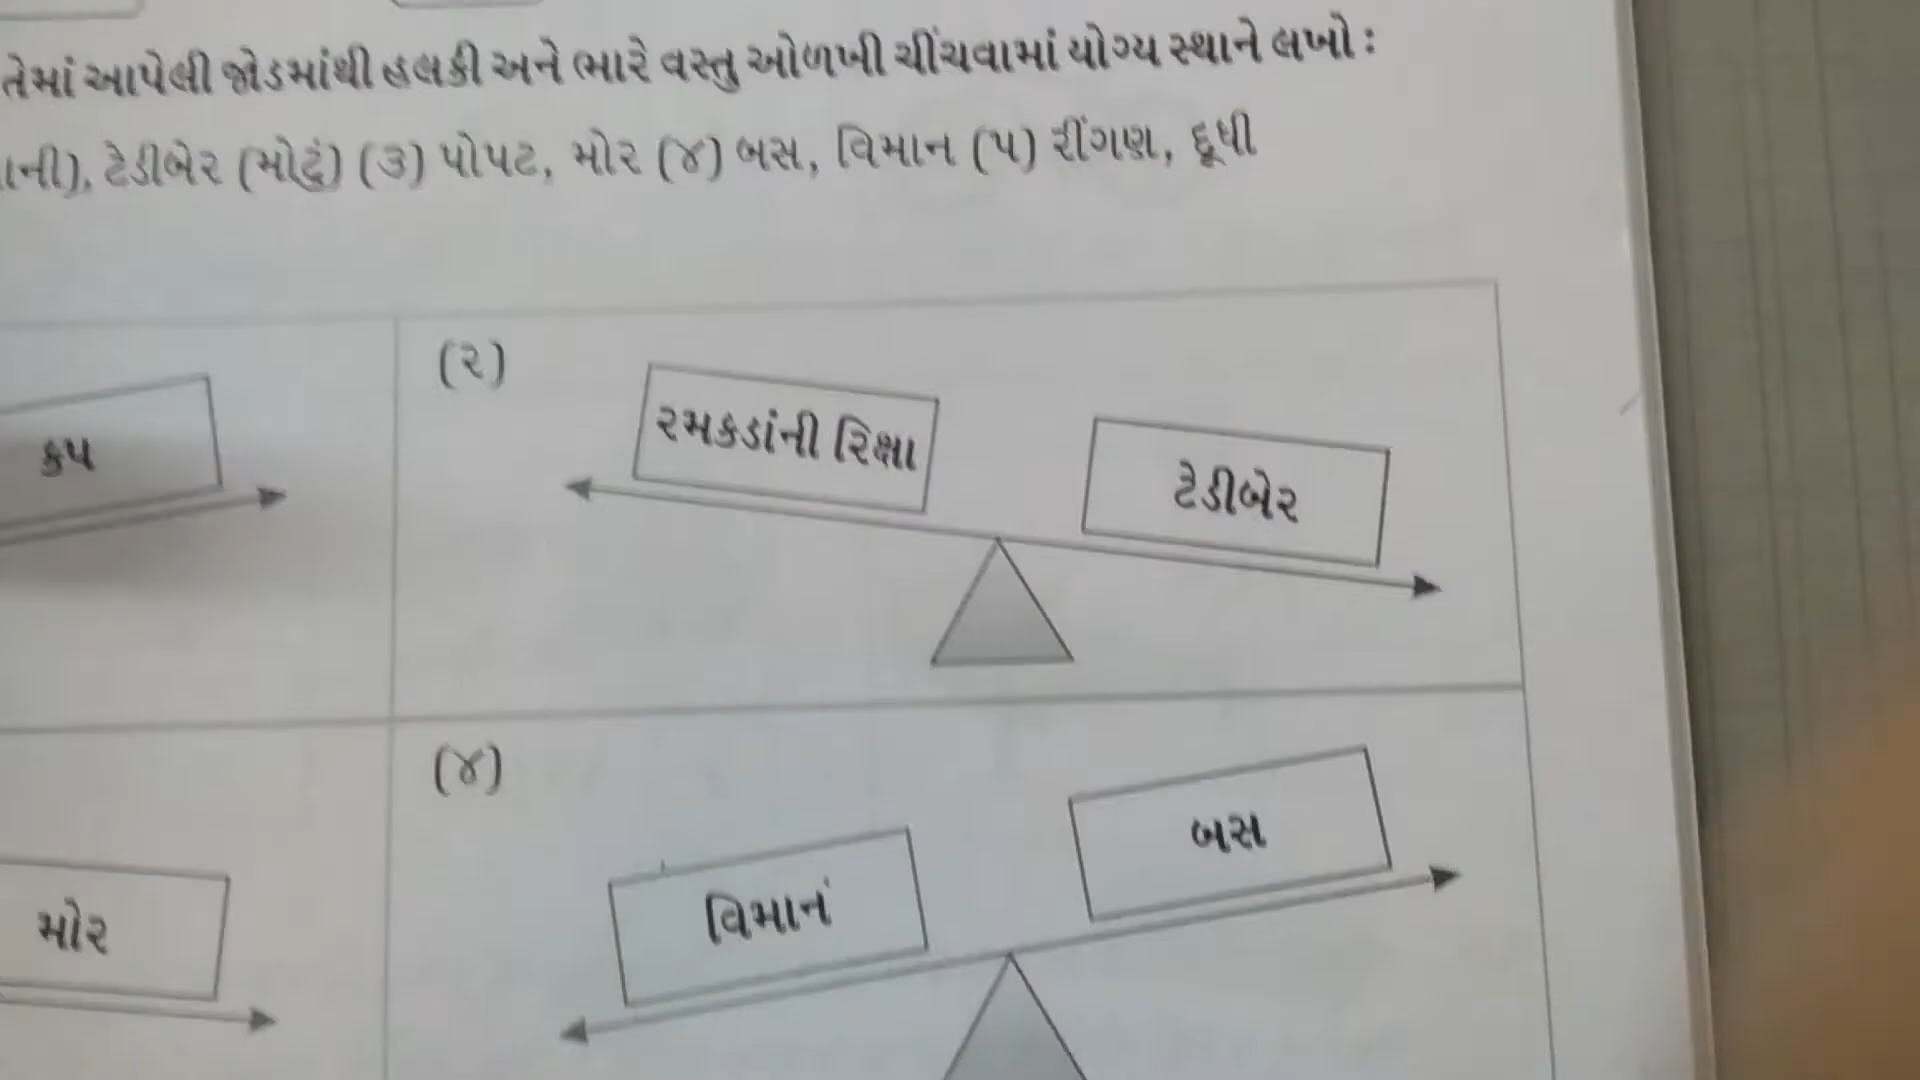 તેમાં આપેલી જોડમાંથી હલકી અને ભારે વસ્તુ ઓળખી ચીંચવામાં યોગ્ય સ્થાને લખો :
ાની), ટેડીબેર (મોટું) (૩) પોપટ, મોર (૪) બસ, વિમાન (૫) રીંગણ, દૂધી
કપ
(૨)
રમકડાંની રિક્ષા
ટેડીબેર
મોર
(૪)
વિમાન
બસ